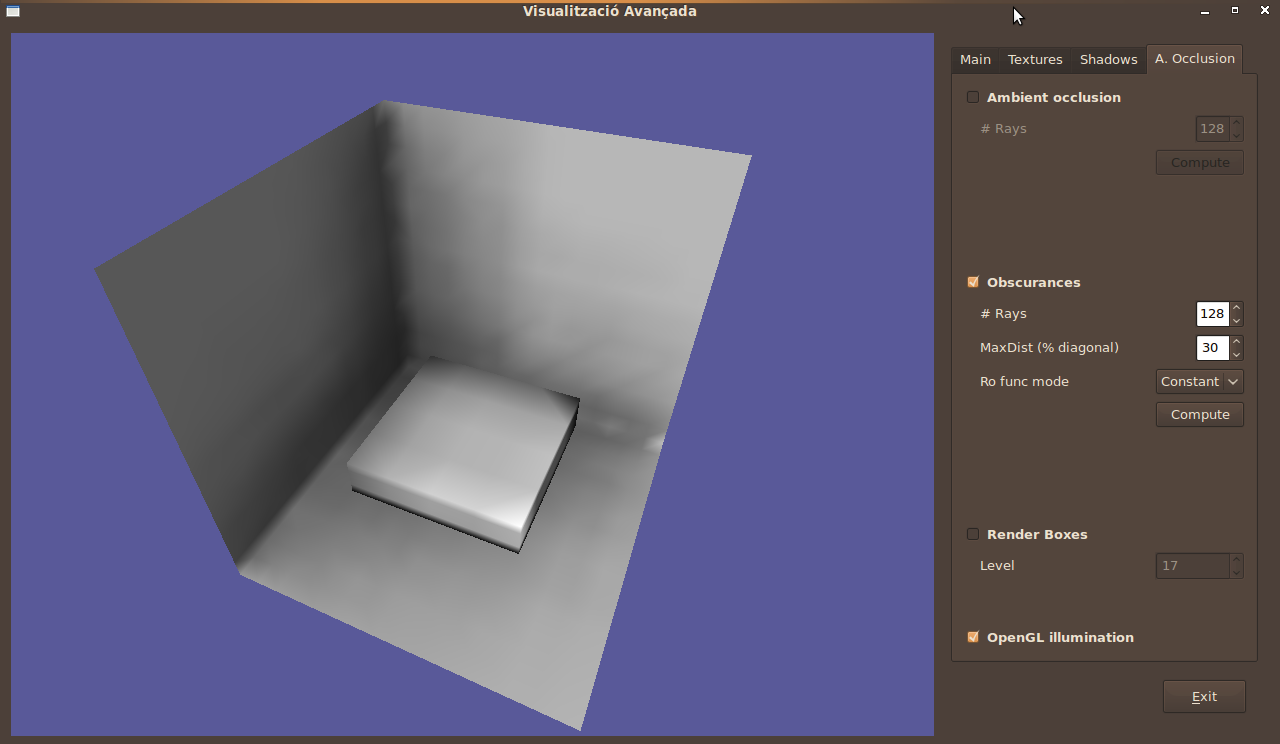 Visualització Avançada
Main Textures Shadows A. Occlusion
Ambient occlusion
# Rays 128
Compute
Obscurances
# Rays 128
MaxDist (% diagonal) 30
Ro func mode Constant
Compute
Render Boxes
Level 17
OpenGL illumination
Exit